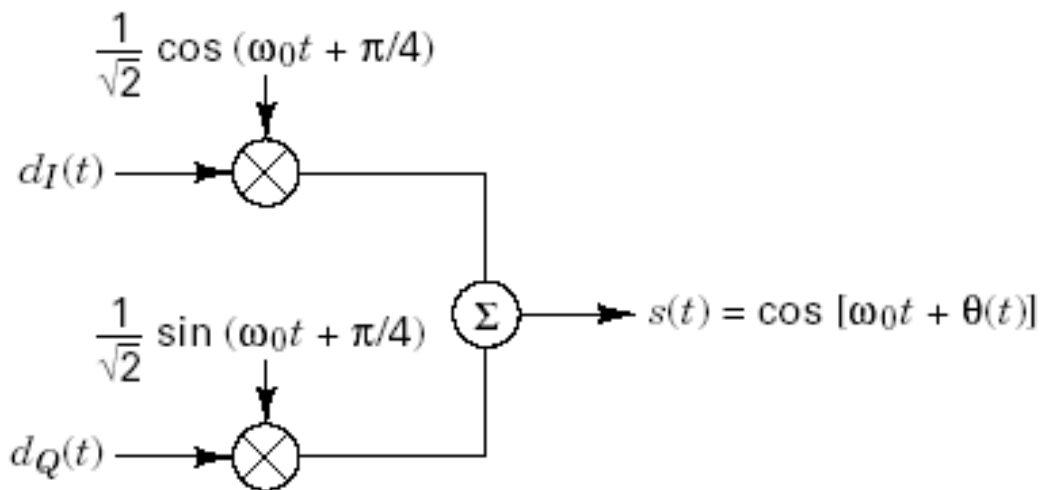 1/√2 cos (ω₀t + π/4)
d_I(t)
Σ
s(t) = cos [ω₀t + θ(t)]
1/√2 sin (ω₀t + π/4)
d_Q(t)